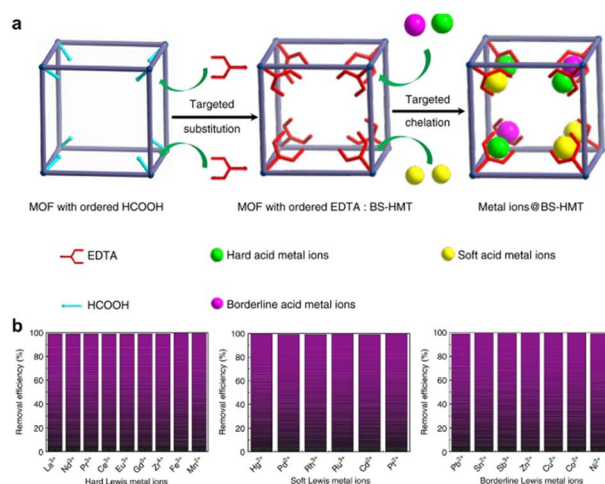 a
Targeted
substitution
Targeted
chelation
MOF with ordered HCOOH
MOF with ordered EDTA : BS-HMT
Metal ions@BS-HMT
EDTA
Hard acid metal ions
Soft acid metal ions
HCOOH
Borderline acid metal ions
b
Removal efficiency (%)
100
80
60
40
20
0
La³⁺ Nd³⁺ Pr³⁺ Ce³⁺ Eu³⁺ Gd³⁺ Zr⁴⁺ Fe³⁺ Mn²⁺
Hard Lewis metal ions
Removal efficiency (%)
100
80
60
40
20
0
Hg²⁺ Pd²⁺ Rh³⁺ Ru³⁺ Cd²⁺ Pt²⁺
Soft Lewis metal ions
Removal efficiency (%)
100
80
60
40
20
0
Pb²⁺ Sn²⁺ Sb³⁺ Zn²⁺ Cu²⁺ Co²⁺ Ni²⁺
Borderline Lewis metal ions